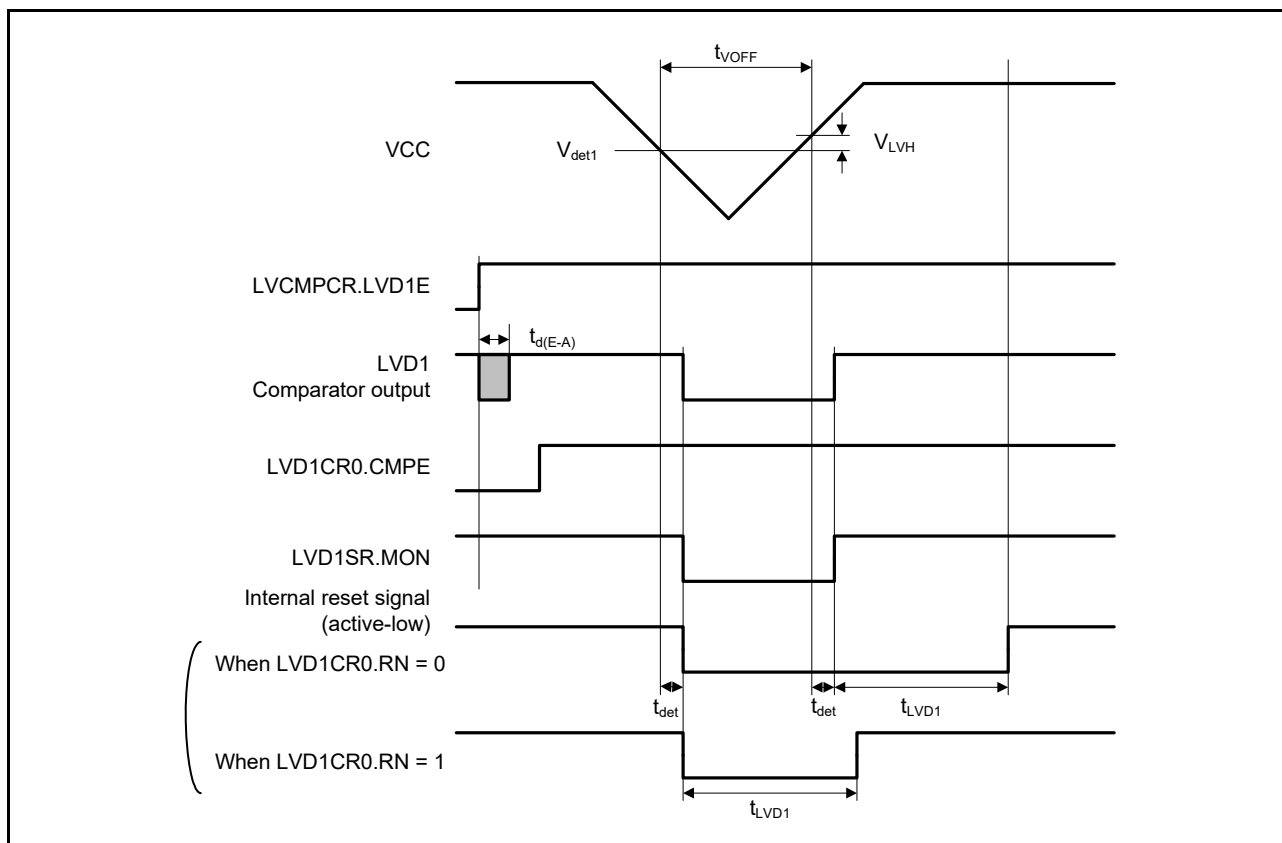 tVOFF
VCC
Vdet1
VLVH
LVCMPCR.LVD1E
td(E-A)
LVD1
Comparator output
LVD1CR0.CMPE
LVD1SR.MON
Internal reset signal
(active-low)
When LVD1CR0.RN = 0
tdet
tdet
tLVD1
When LVD1CR0.RN = 1
tLVD1